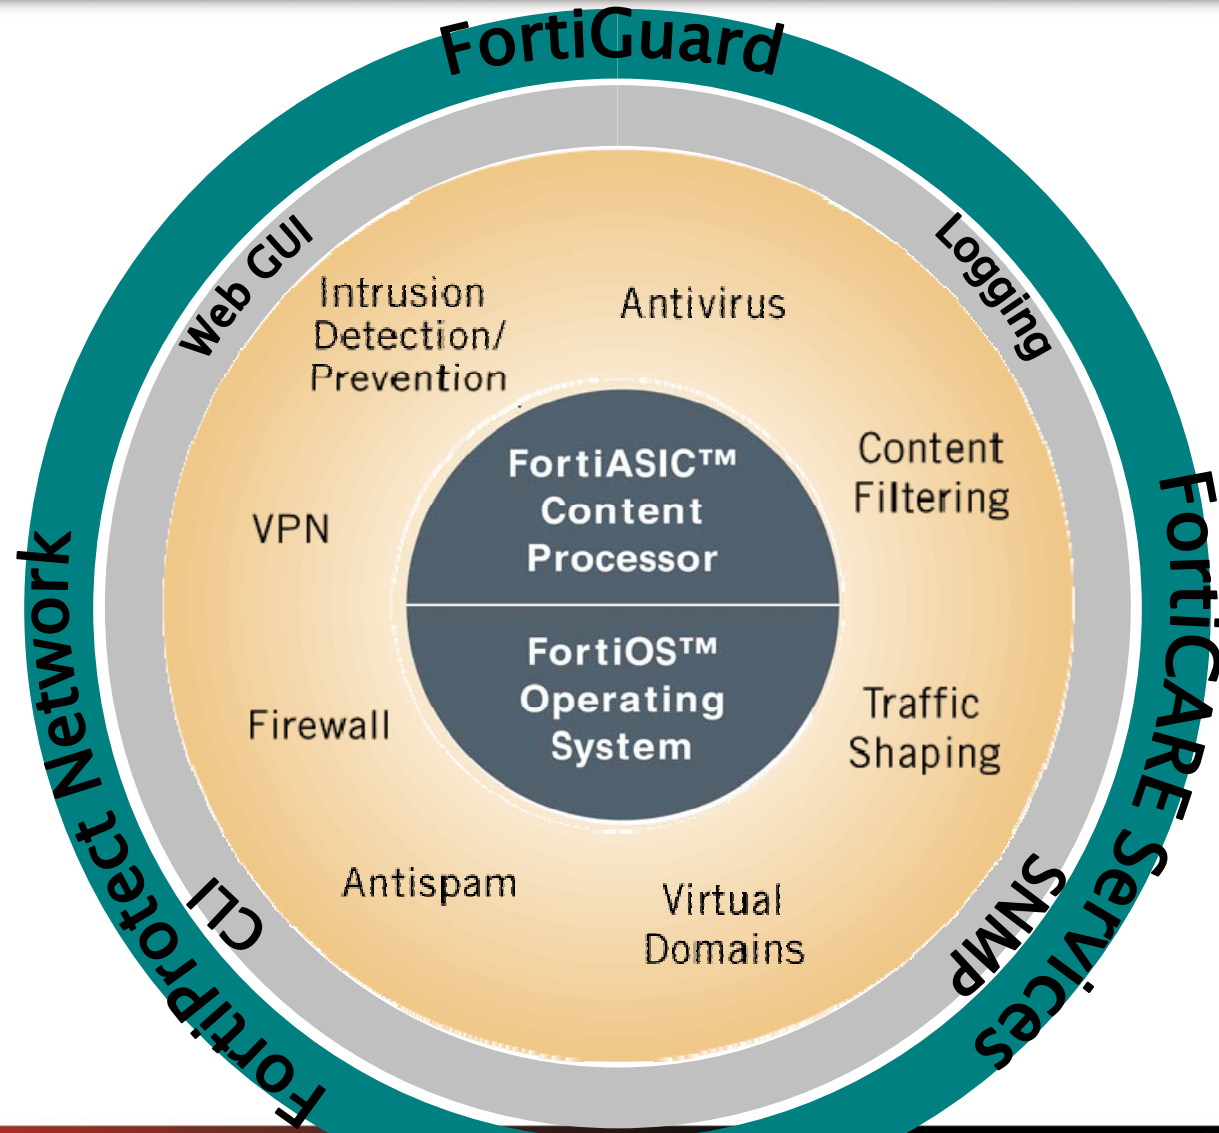 FortiGuard
Web GUI
Logging
Intrusion
Detection/
Prevention
Antivirus
Content
Filtering
VPN
FortiASIC™
Content
Processor
FortiOS™
Operating
System
Firewall
Traffic
Shaping
Antispam
Virtual
Domains
CLI
SNMP
FortiProtect Network
FortiCARE Services